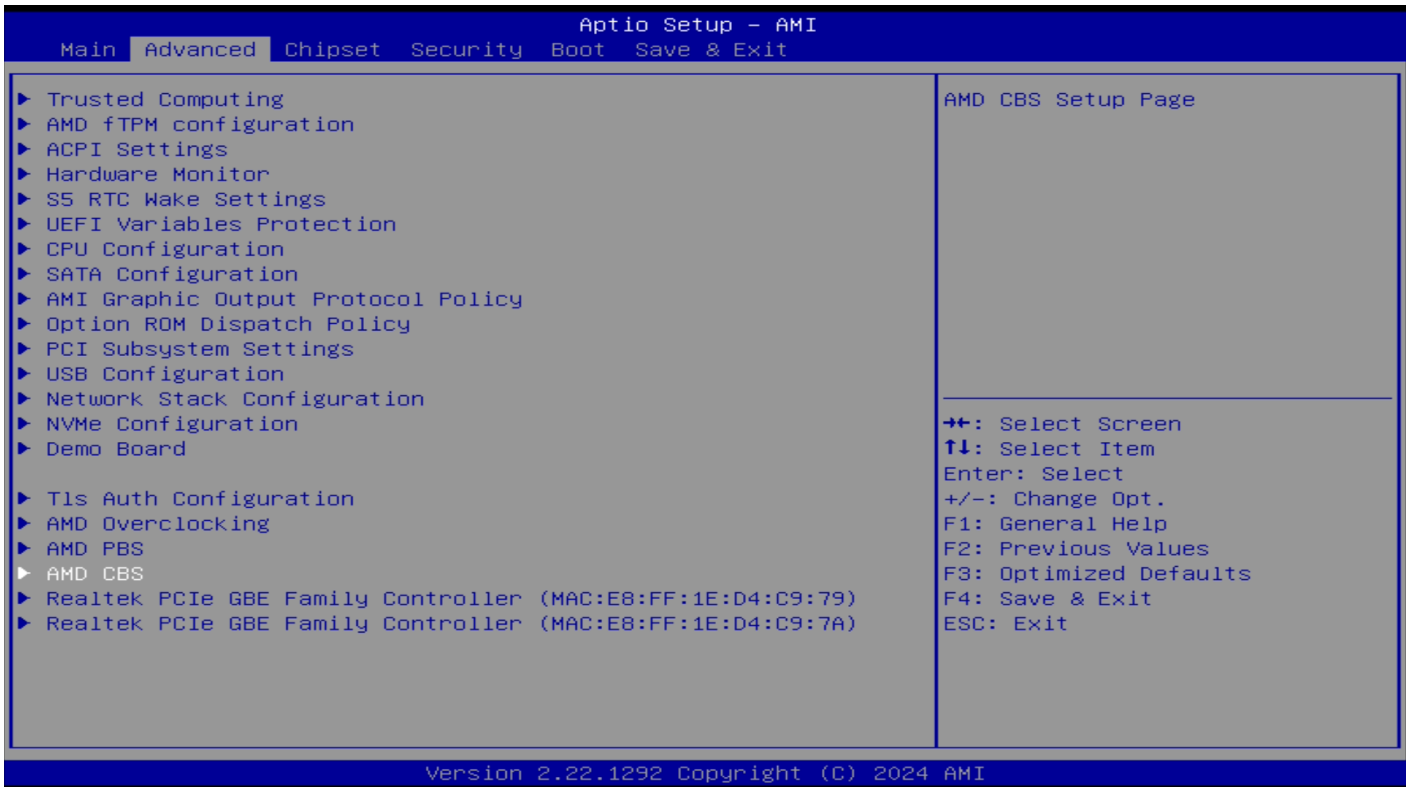 Aptio Setup – AMI
Main Advanced Chipset Security Boot Save & Exit
▶ Trusted Computing
▶ AMD fTPM configuration
▶ ACPI Settings
▶ Hardware Monitor
▶ S5 RTC Wake Settings
▶ UEFI Variables Protection
▶ CPU Configuration
▶ SATA Configuration
▶ AMI Graphic Output Protocol Policy
▶ Option ROM Dispatch Policy
▶ PCI Subsystem Settings
▶ USB Configuration
▶ Network Stack Configuration
▶ NVMe Configuration
▶ Demo Board
▶ Tls Auth Configuration
▶ AMD Overclocking
▶ AMD PBS
▶ AMD CBS
▶ Realtek PCIe GBE Family Controller (MAC:E8:FF:1E:D4:C9:79)
▶ Realtek PCIe GBE Family Controller (MAC:E8:FF:1E:D4:C9:7A)
AMD CBS Setup Page
→←: Select Screen
↑↓: Select Item
Enter: Select
+/-: Change Opt.
F1: General Help
F2: Previous Values
F3: Optimized Defaults
F4: Save & Exit
ESC: Exit
Version 2.22.1292 Copyright (C) 2024 AMI